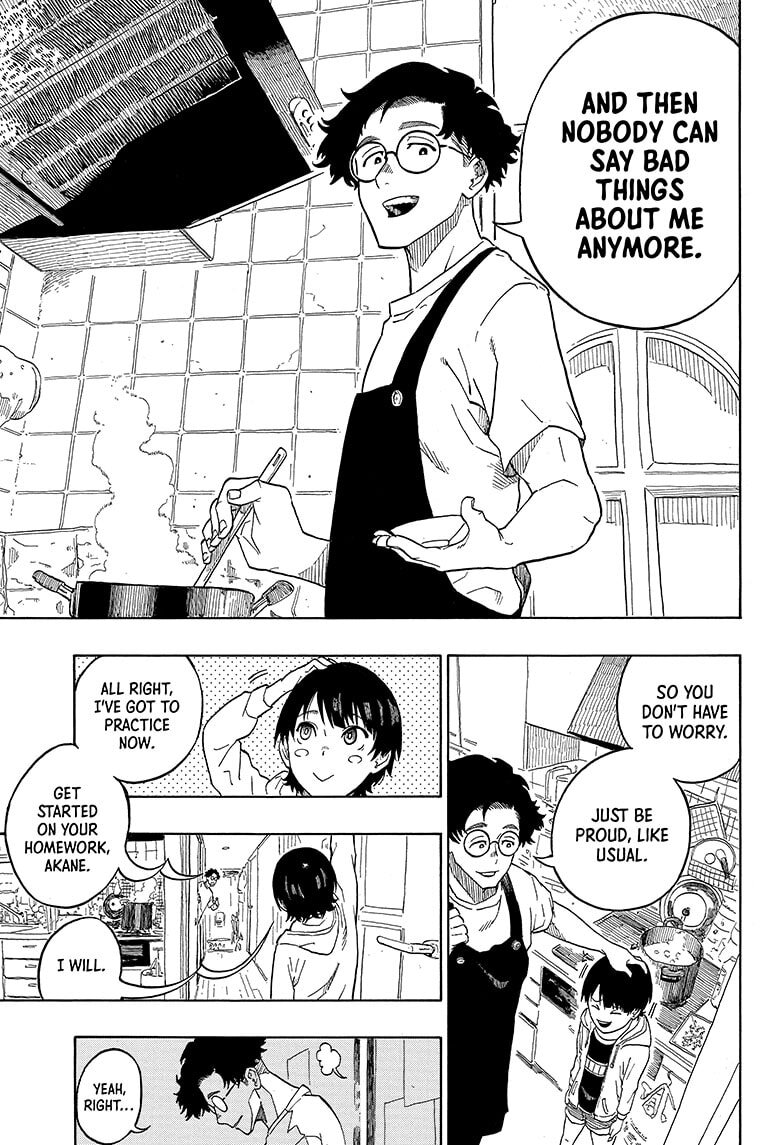 AND THEN
NOBODY CAN
SAY BAD
THINGS
ABOUT ME
ANYMORE.
SO YOU
DON'T HAVE
TO WORRY.
JUST BE
PROUD, LIKE
USUAL.
ALL RIGHT,
I'VE GOT TO
PRACTICE
NOW.
GET
STARTED
ON YOUR
HOMEWORK,
AKANE.
I WILL.
YEAH,
RIGHT...